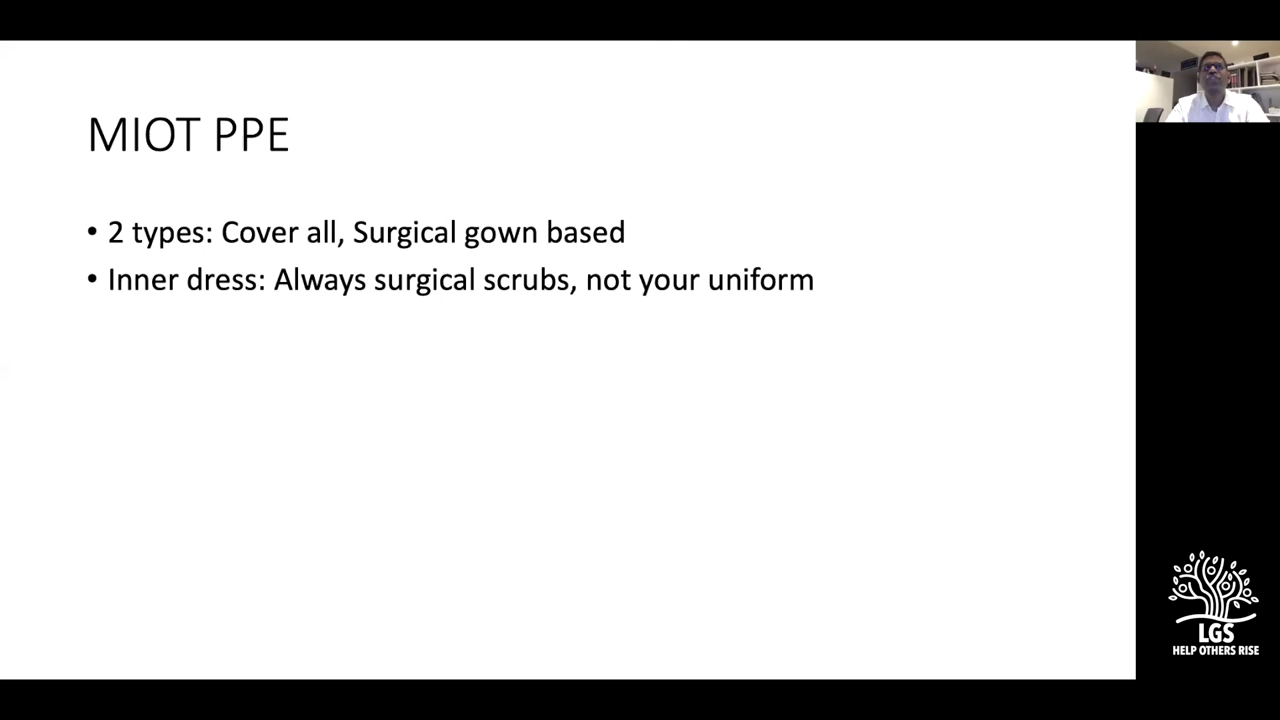 MIOT PPE
• 2 types: Cover all, Surgical gown based
• Inner dress: Always surgical scrubs, not your uniform
LGS
HELP OTHERS RISE